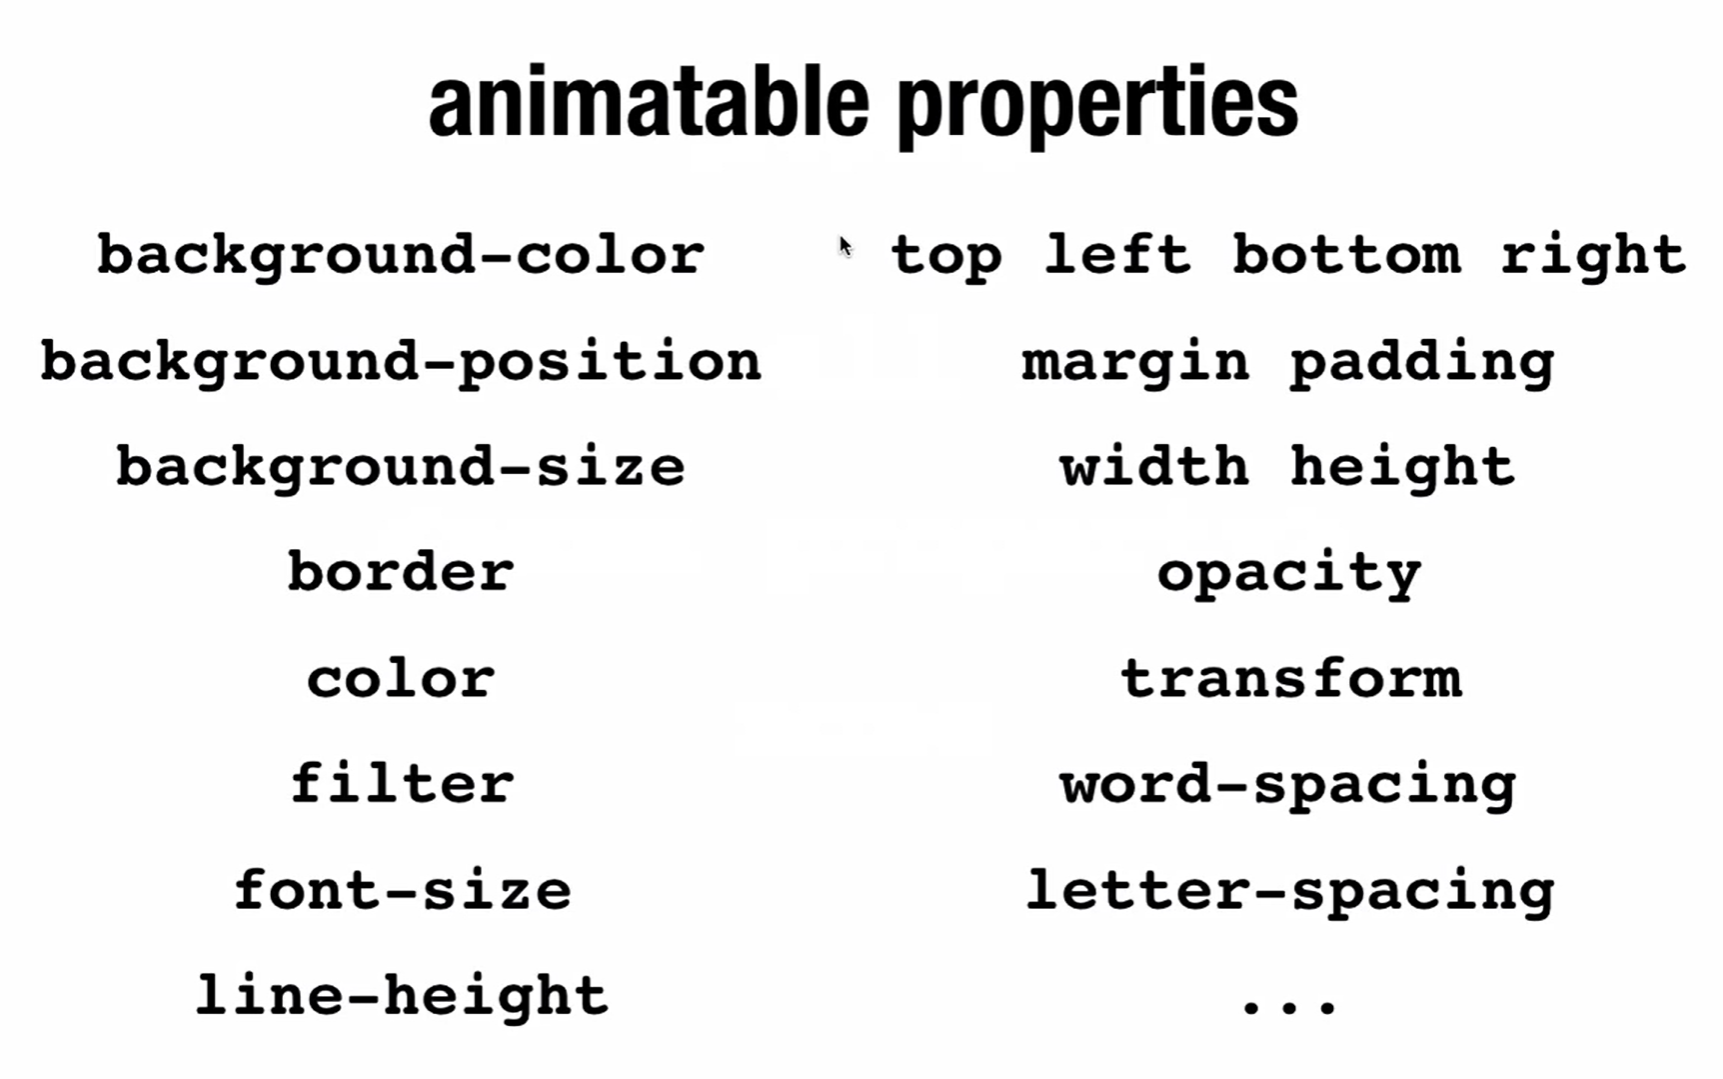 animatable properties
background-color
background-position
background-size
border
color
filter
font-size
line-height
top left bottom right
margin padding
width height
opacity
transform
word-spacing
letter-spacing
...